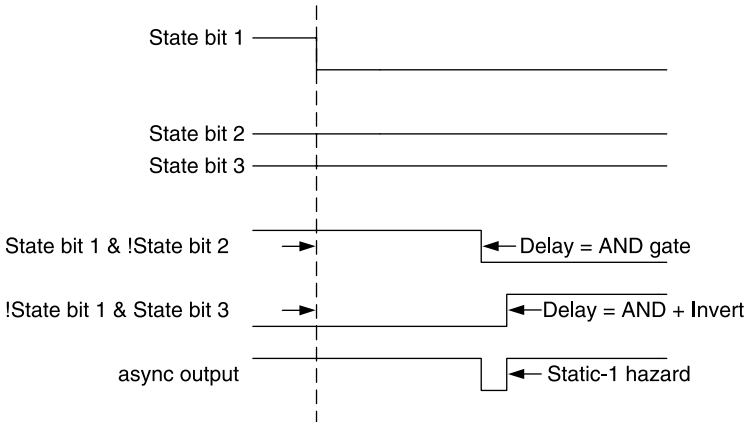 State bit 1
State bit 2
State bit 3
State bit 1 & !State bit 2
Delay = AND gate
!State bit 1 & State bit 3
Delay = AND + Invert
async output
Static-1 hazard